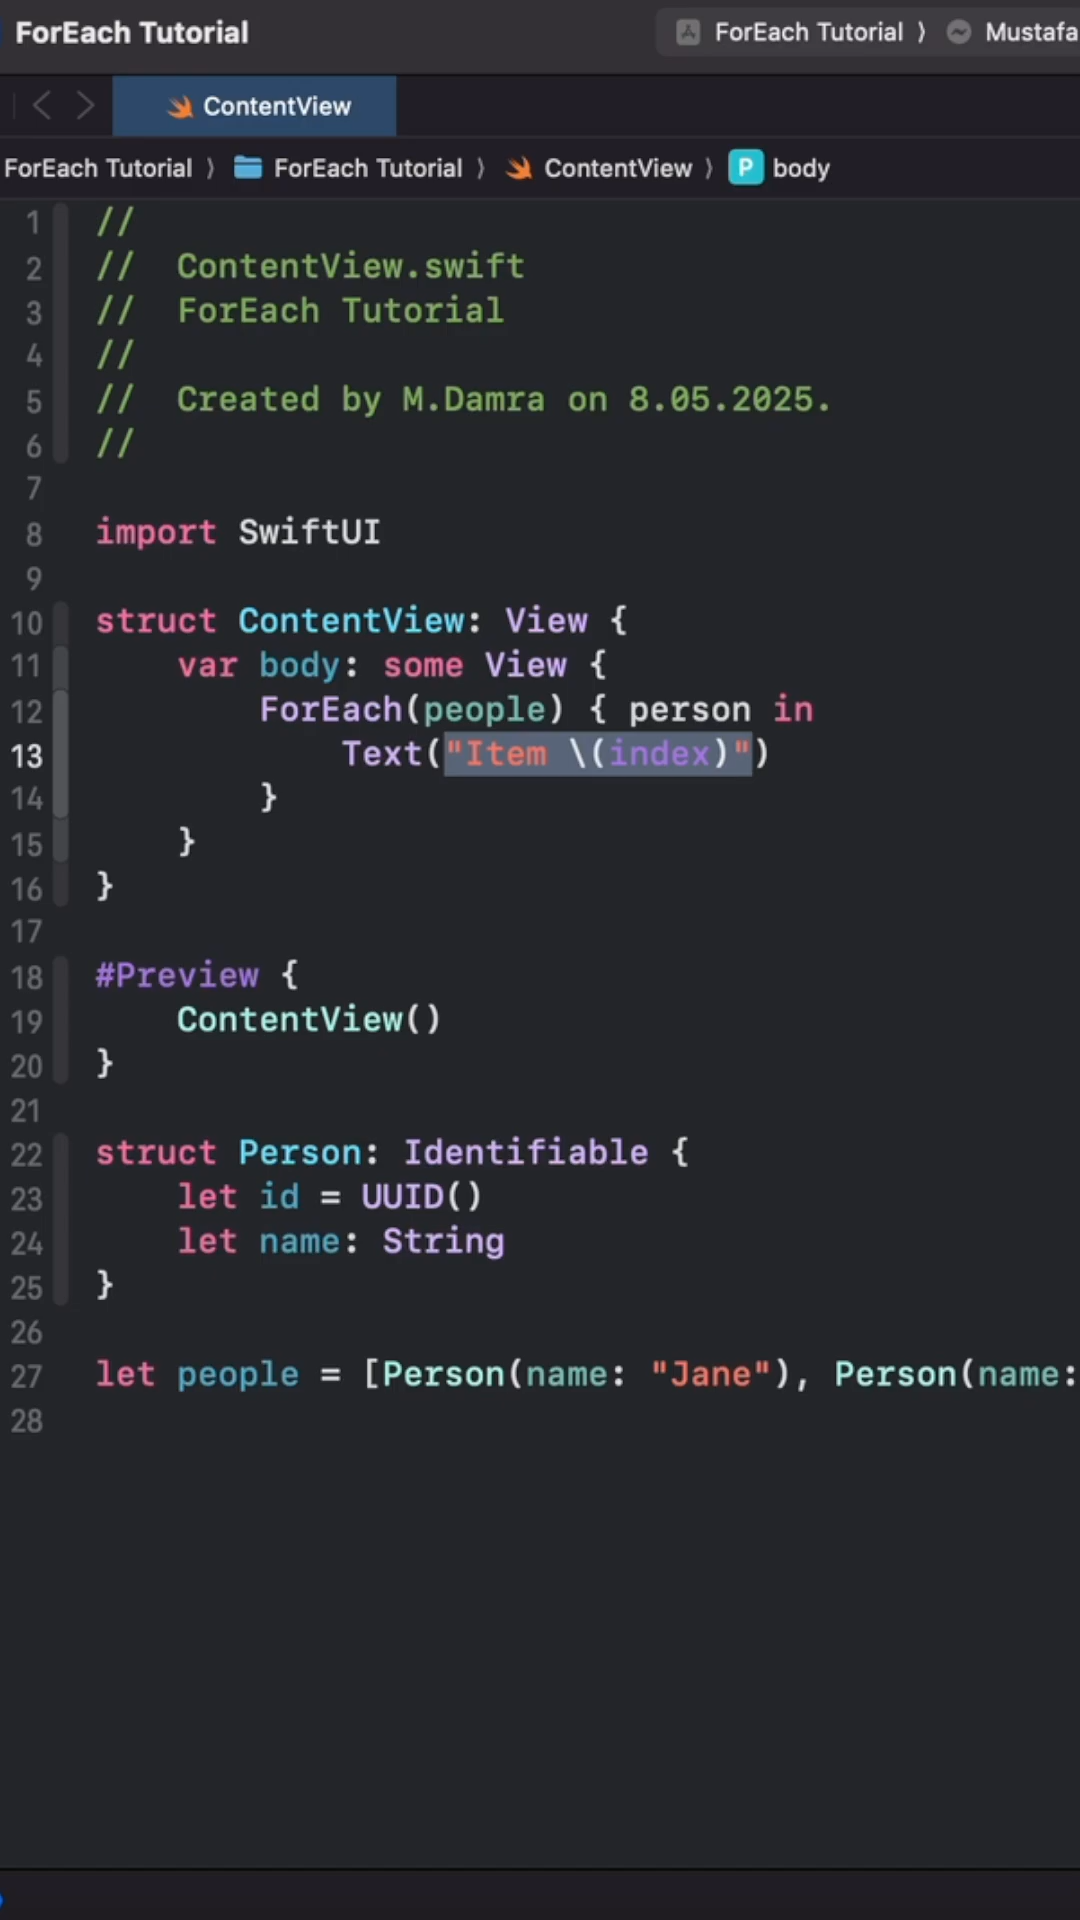 ForEach Tutorial
ForEach Tutorial 〉 Mustafa
ContentView
ForEach Tutorial 〉 ForEach Tutorial 〉 ContentView 〉 P body
1 //
2 //  ContentView.swift
3 //  ForEach Tutorial
4 //
5 //  Created by M.Damra on 8.05.2025.
6 //
7
8 import SwiftUI
9
10 struct ContentView: View {
11     var body: some View {
12         ForEach(people) { person in
13             Text("Item \(index)")
14         }
15     }
16 }
17
18 #Preview {
19     ContentView()
20 }
21
22 struct Person: Identifiable {
23     let id = UUID()
24     let name: String
25 }
26
27 let people = [Person(name: "Jane"), Person(name:
28